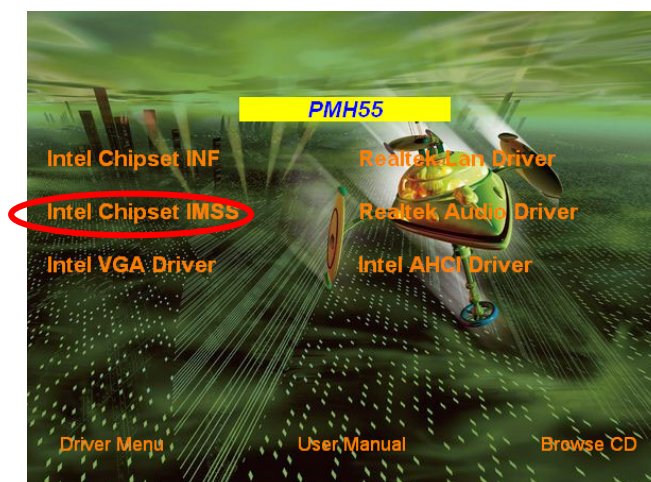 PMH55
Intel Chipset INF
Realtek Lan Driver
Intel Chipset IMSS
Realtek Audio Driver
Intel VGA Driver
Intel AHCI Driver
Driver Menu
User Manual
Browse CD